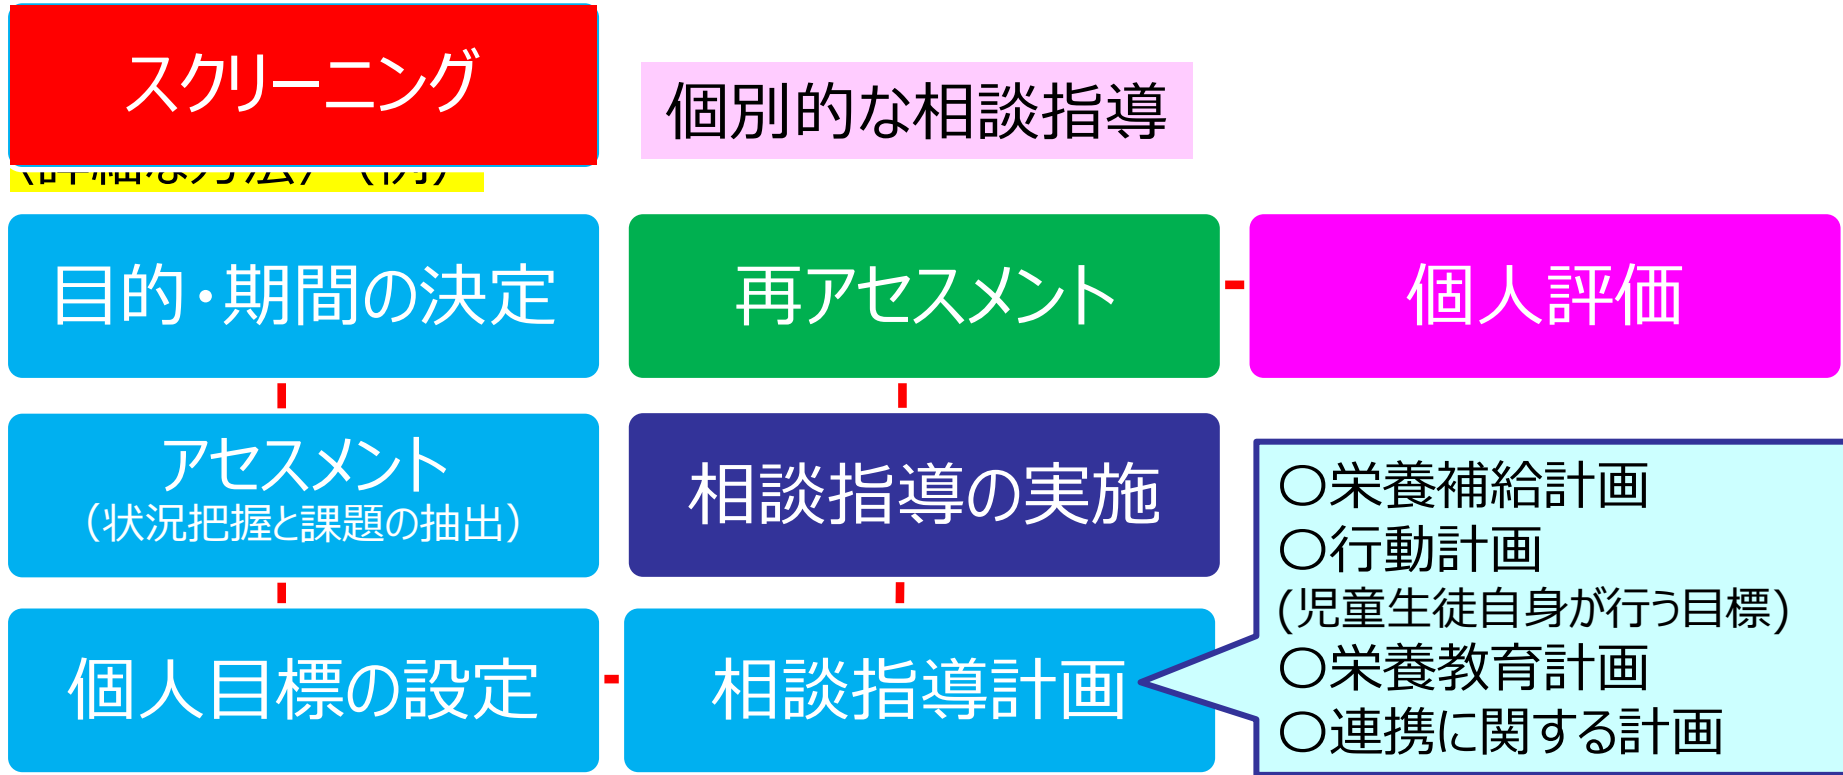 スクリーニング
個別的な相談指導
目的・期間の決定
再アセスメント
個人評価
アセスメント
（状況把握と課題の抽出）
相談指導の実施
個人目標の設定
相談指導計画
〇栄養補給計画
〇行動計画
(児童生徒自身が行う目標)
〇栄養教育計画
〇連携に関する計画